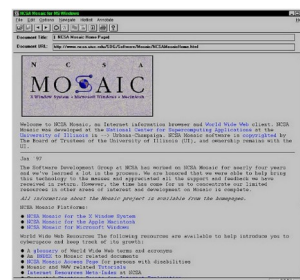 NCSA Mosaic for MS Windows
File Edit Options Navigate Hotlist Annotate
Document Title: NCSA Mosaic Home Page
Document URL: http://www.ncsa.uiuc.edu/SDG/Software/Mosaic/NCSAMosaicHome.html
N C S A
MOSAIC
X Window System • Microsoft Windows • Macintosh
Welcome to NCSA Mosaic, an Internet information browser and World Wide Web client. NCSA
Mosaic was developed at the National Center for Supercomputing Applications at the
University of Illinois in -> Urbana-Champaign. NCSA Mosaic software is copyrighted by
The Board of Trustees of the University of Illinois (UI), and ownership remains with the
UI.
Jan '97
The Software Development Group at NCSA has worked on NCSA Mosaic for nearly four years
and we've learned a lot in the process. We are honored that we were able to help bring
this technology to the masses and appreciated all the support and feedback we have
received in return. However, the time has come for us to concentrate our limited
resources in other areas of interest and development on Mosaic is complete.
All information about the Mosaic project is available from the homepages.
NCSA Mosaic Platforms:
NCSA Mosaic for the X Window System
NCSA Mosaic for the Apple Macintosh
NCSA Mosaic for Microsoft Windows
World Wide Web Resources The following resources are available to help introduce you to
cyberspace and keep track of its growth:
A glossary of World Wide Web terms and acronyms
An INDEX to Mosaic related documents
NCSA Mosaic Access Page for persons with disabilities
Mosaic and WWW related Tutorials
Internet Resources Meta-Index at NCSA